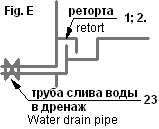 Fig. E
реторта 1; 2.
retort
труба слива воды
в дренаж 23
Water drain pipe